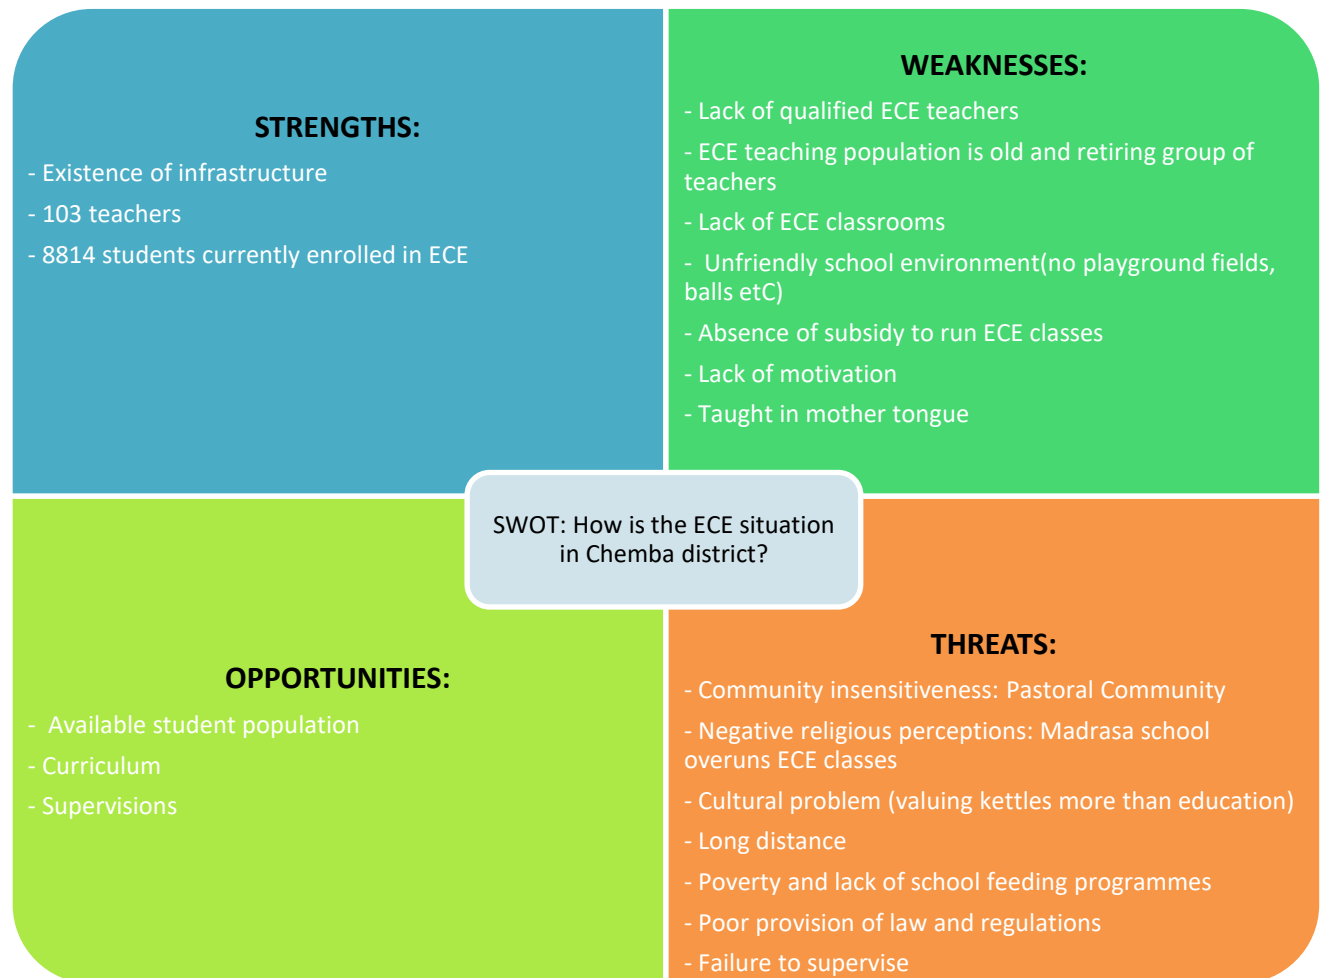 STRENGTHS:
- Existence of infrastructure
- 103 teachers
- 8814 students currently enrolled in ECE
WEAKNESSES:
- Lack of qualified ECE teachers
- ECE teaching population is old and retiring group of
teachers
- Lack of ECE classrooms
- Unfriendly school environment(no playground fields,
balls etC)
- Absence of subsidy to run ECE classes
- Lack of motivation
- Taught in mother tongue
SWOT: How is the ECE situation
in Chemba district?
OPPORTUNITIES:
- Available student population
- Curriculum
- Supervisions
THREATS:
- Community insensitiveness: Pastoral Community
- Negative religious perceptions: Madrasa school
overuns ECE classes
- Cultural problem (valuing kettles more than education)
- Long distance
- Poverty and lack of school feeding programmes
- Poor provision of law and regulations
- Failure to supervise